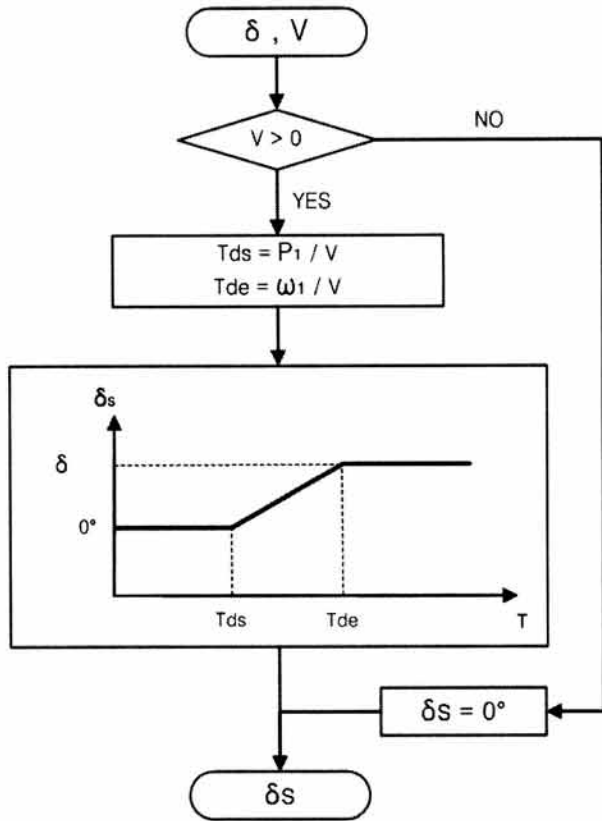 δ , V
V > 0
NO
YES
Tds = P1 / V
Tde = ω1 / V
δs
δ
0°
Tds
Tde
T
δs = 0°
δs